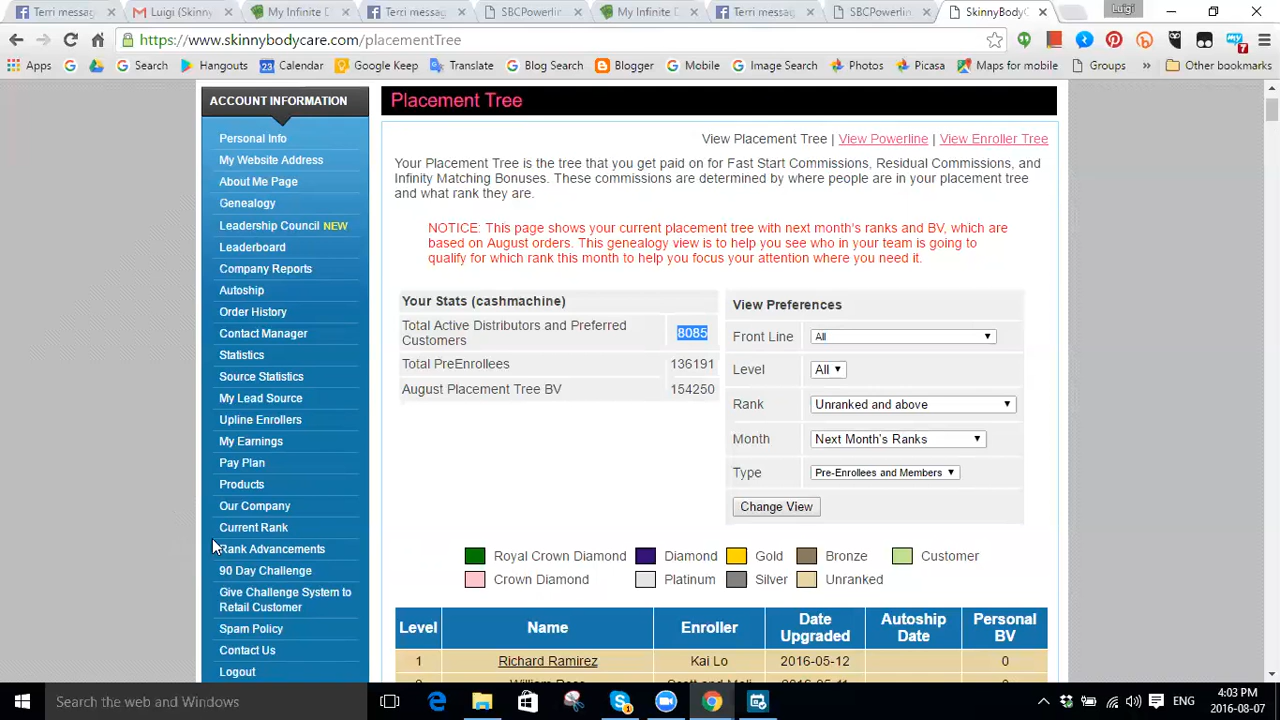 Terri messag
Luigi (Skinny
My Infinite D
Terri messag
SBCPowerlin
My Infinite D
Terri messag
SBCPowerlin
SkinnyBodyC
Luigi
https://www.skinnybodycare.com/placementTree
Apps
Search
Hangouts
23 Calendar
Google Keep
Translate
Blog Search
Blogger
Mobile
Image Search
Photos
Picasa
Maps for mobile
Groups
Other bookmarks
ACCOUNT INFORMATION
Personal Info
My Website Address
About Me Page
Genealogy
Leadership Council NEW
Leaderboard
Company Reports
Autoship
Order History
Contact Manager
Statistics
Source Statistics
My Lead Source
Upline Enrollers
My Earnings
Pay Plan
Products
Our Company
Current Rank
Rank Advancements
90 Day Challenge
Give Challenge System to
Retail Customer
Spam Policy
Contact Us
Logout
Placement Tree
View Placement Tree | View Powerline | View Enroller Tree
Your Placement Tree is the tree that you get paid on for Fast Start Commissions, Residual Commissions, and
Infinity Matching Bonuses. These commissions are determined by where people are in your placement tree
and what rank they are.
NOTICE: This page shows your current placement tree with next month's ranks and BV, which are
based on August orders. This genealogy view is to help you see who in your team is going to
qualify for which rank this month to help you focus your attention where you need it.
Your Stats (cashmachine)
Total Active Distributors and Preferred
Customers
8085
Total PreEnrollees 136191
August Placement Tree BV 154250
View Preferences
Front Line All
Level All
Rank Unranked and above
Month Next Month's Ranks
Type Pre-Enrollees and Members
Change View
Royal Crown Diamond Diamond Gold Bronze Customer
Crown Diamond Platinum Silver Unranked
Level Name Enroller Date Upgraded Autoship Date Personal BV
1 Richard Ramirez Kai Lo 2016-05-12 0
Search the web and Windows
ENG
4:03 PM
2016-08-07